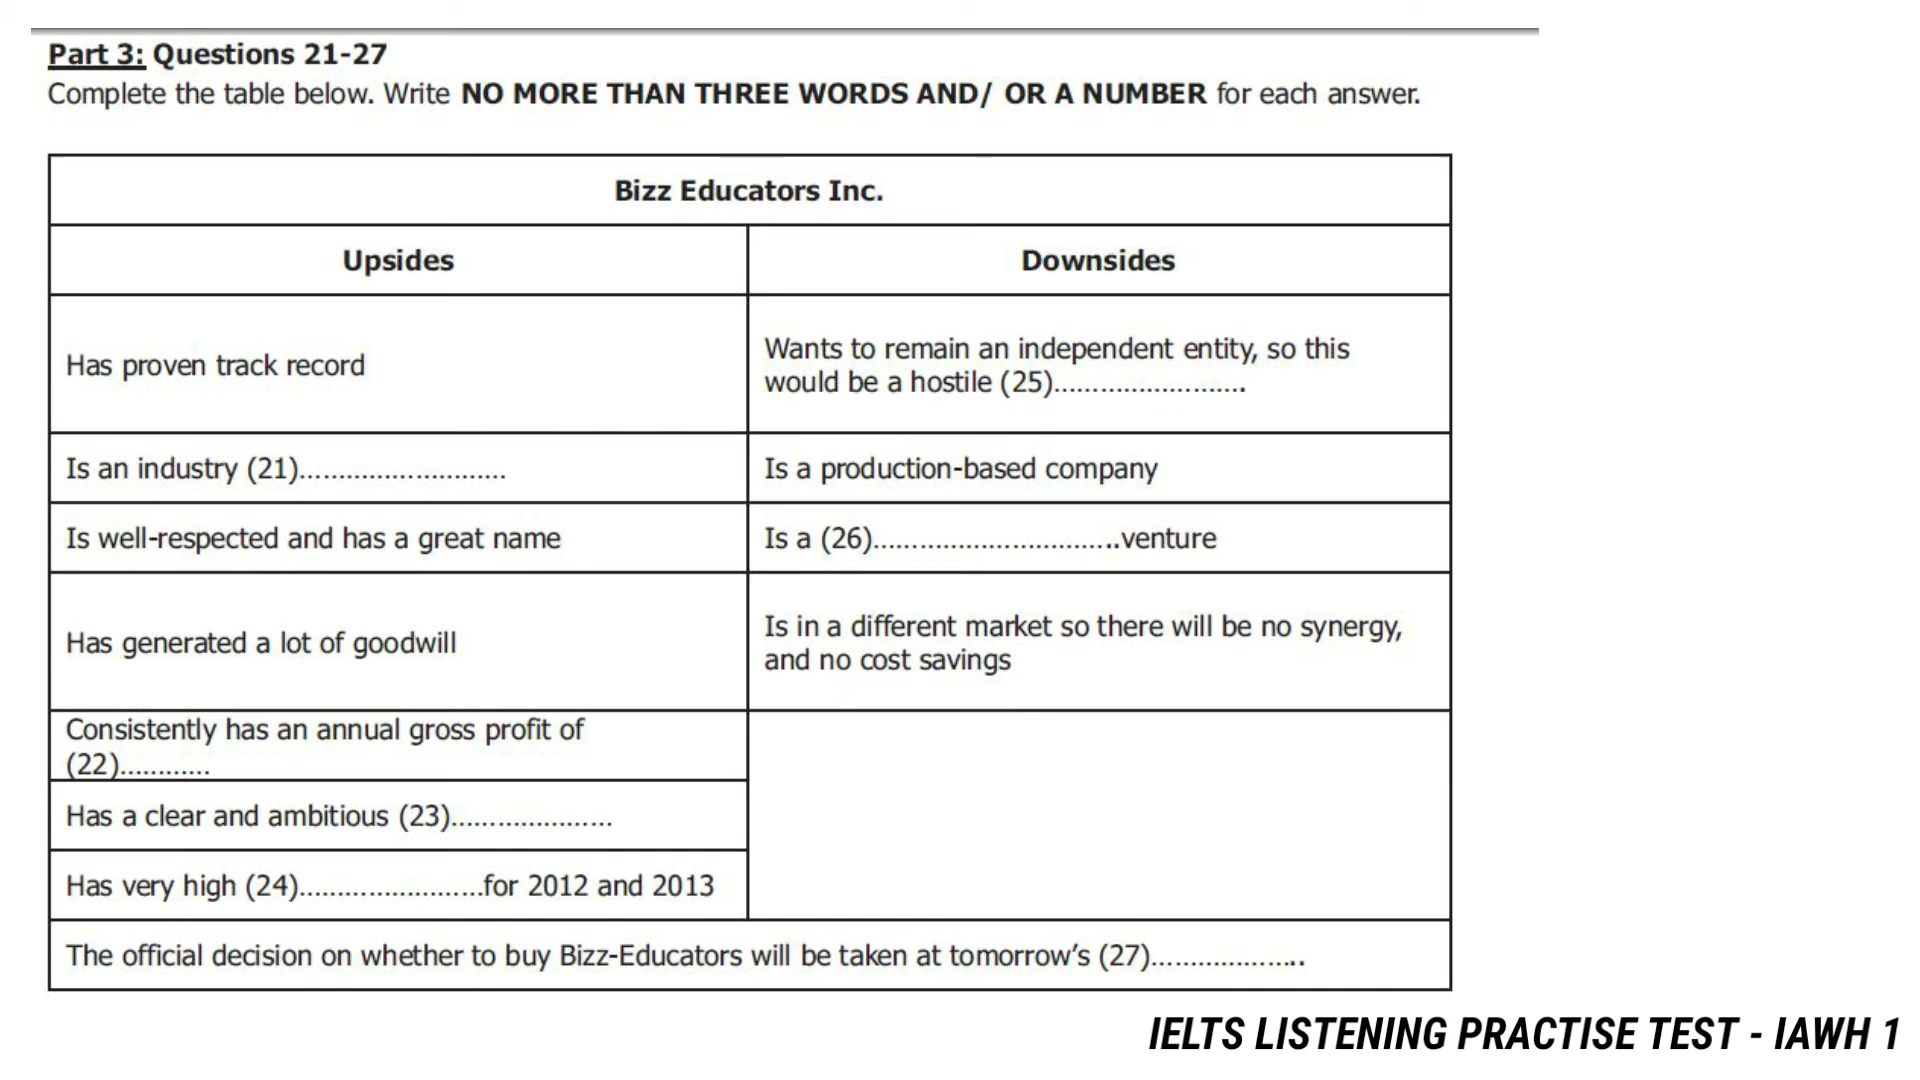 Part 3: Questions 21-27
Complete the table below. Write NO MORE THAN THREE WORDS AND/ OR A NUMBER for each answer.
Bizz Educators Inc.
Upsides
Downsides
Has proven track record
Wants to remain an independent entity, so this
would be a hostile (25)..........................
Is an industry (21)..........................
Is a production-based company
Is well-respected and has a great name
Is a (26)................................venture
Has generated a lot of goodwill
Is in a different market so there will be no synergy,
and no cost savings
Consistently has an annual gross profit of
(22)............
Has a clear and ambitious (23).....................
Has very high (24)........................for 2012 and 2013
The official decision on whether to buy Bizz-Educators will be taken at tomorrow's (27)....................
IELTS LISTENING PRACTISE TEST - IAWH 1